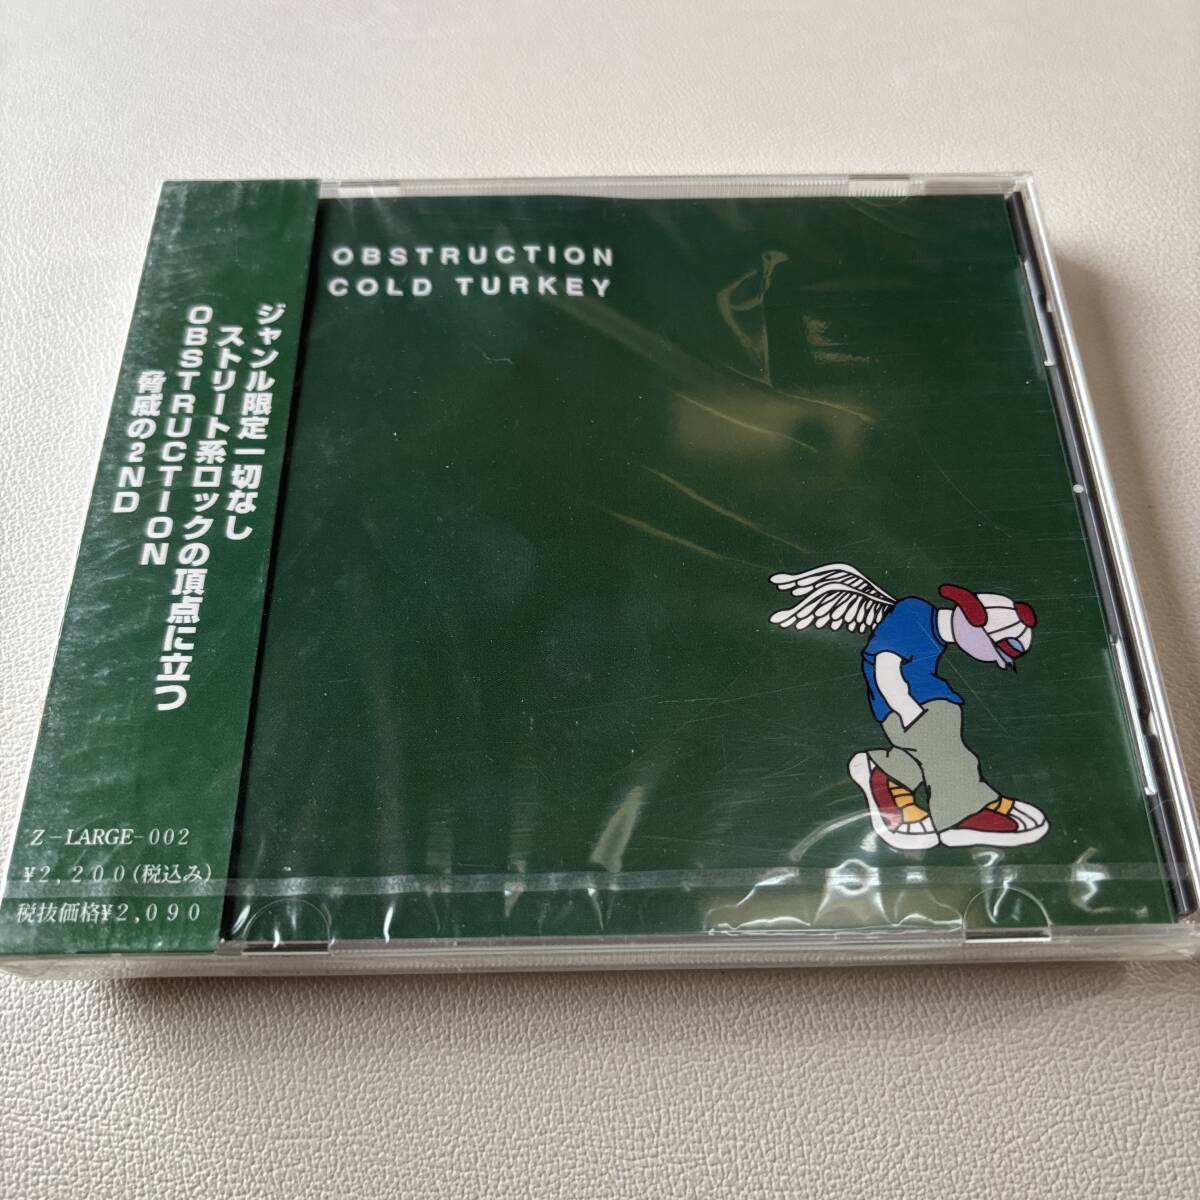 OBSTRUCTION
COLD TURKEY
ジャンル限定一切なし
ストリート系ロックの頂点に立つ
OBSTRUCTION
脅威の2ND
Z-LARGE-002
¥2,200(税込み)
税抜価格¥2,090